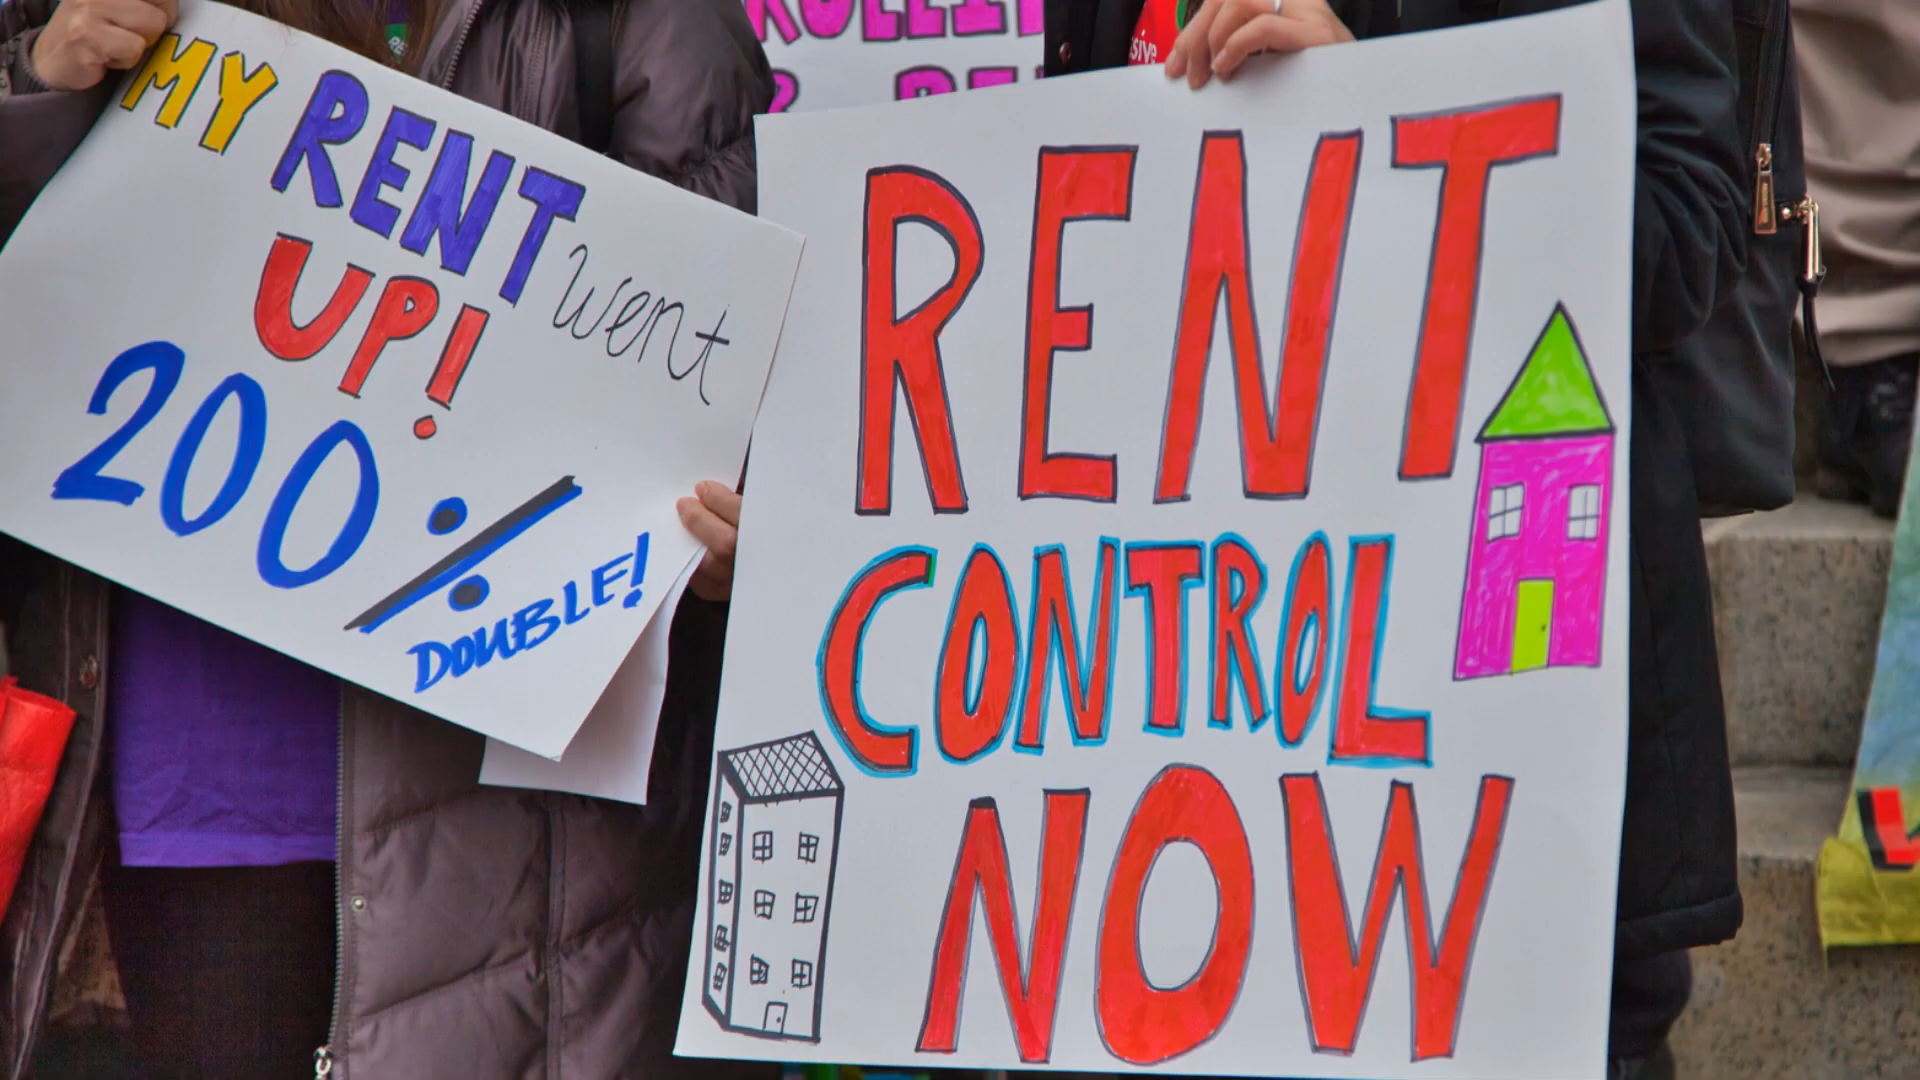 MY RENT went
UP!
200%
DOUBLE!
RENT
CONTROL
NOW